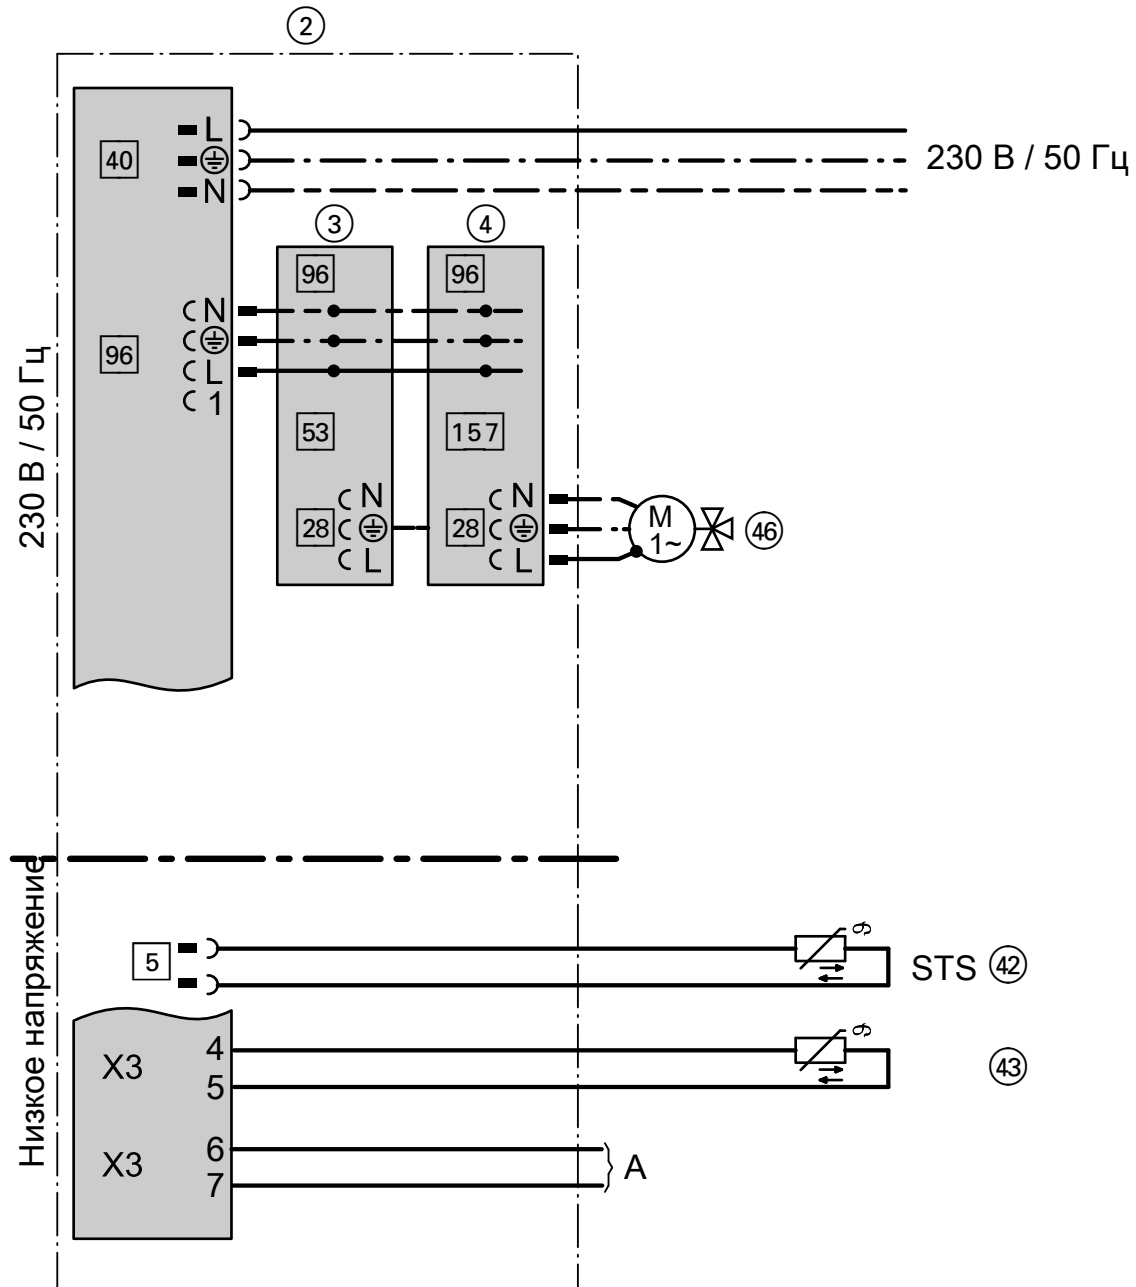 ②
L
40
230 В / 50 Гц
N
③ ④
96 96
N
96
L
1
230 В / 50 Гц
53 157
N N
28 28
L L
M
1~
46
Низкое напряжение
ϑ
5
STS 42
ϑ
X3
4
5
43
X3
6
7
A